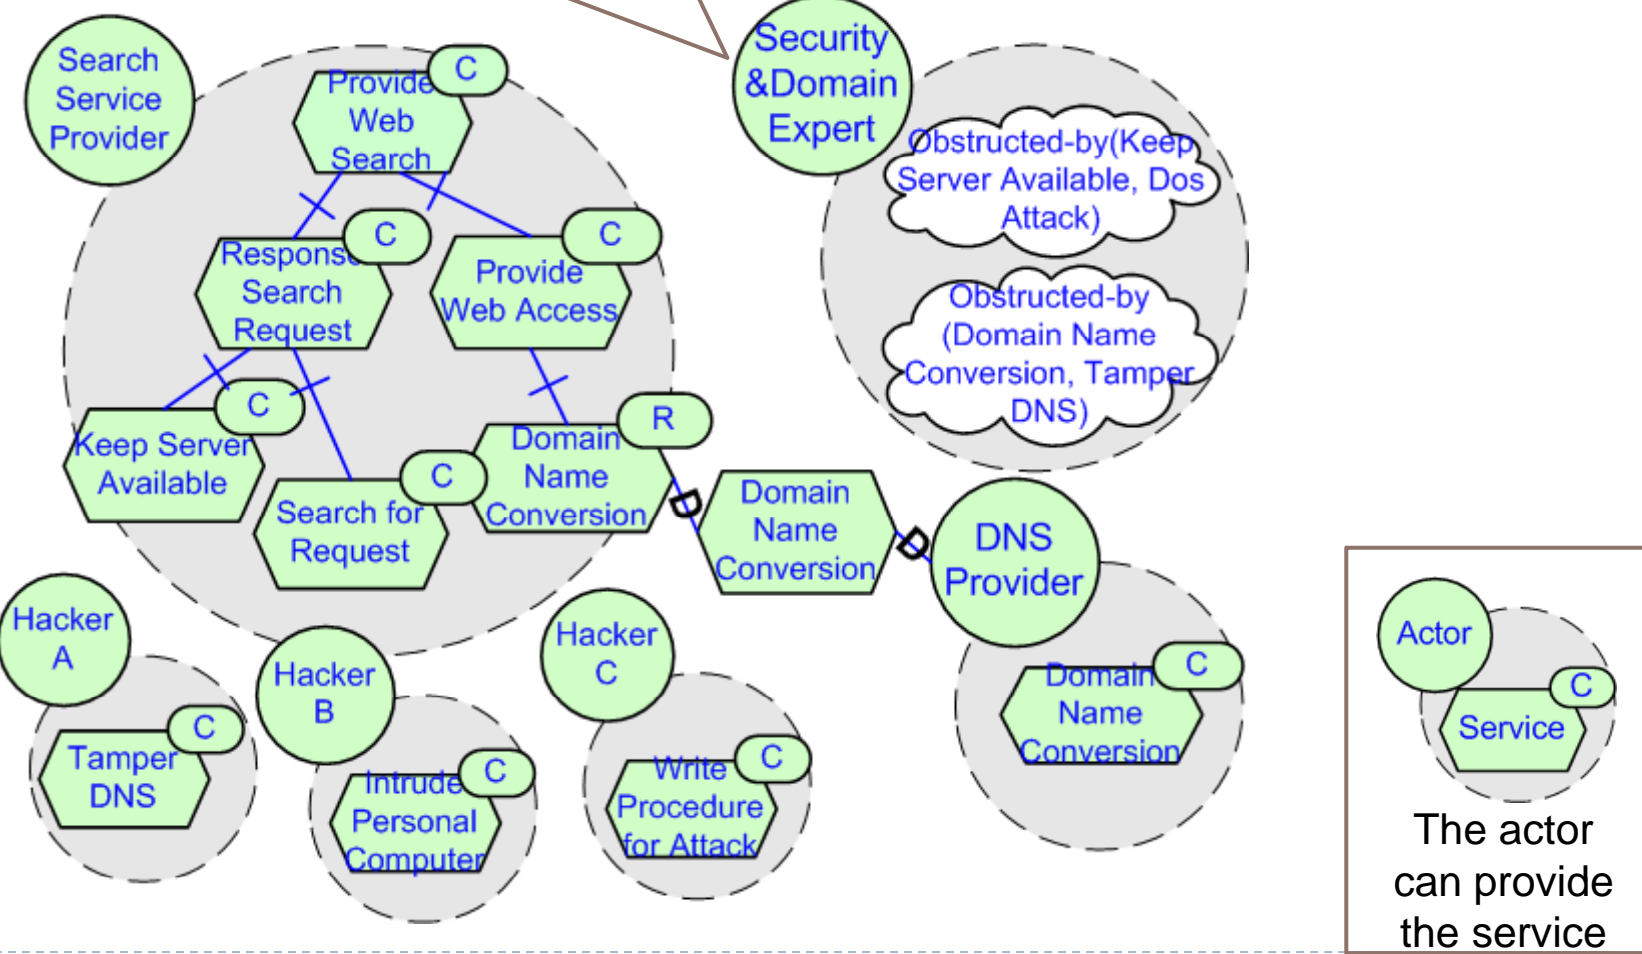 Search
Service
Provider
Provide
Web
Search
C
Response
Search
Request
C
Provide
Web Access
C
Keep Server
Available
C
Search for
Request
C
Domain
Name
Conversion
R
Domain
Name
Conversion
Security
&Domain
Expert
Obstructed-by(Keep
Server Available, Dos
Attack)
Obstructed-by
(Domain Name
Conversion, Tamper
DNS)
D
D
DNS
Provider
Domain
Name
Conversion
C
Hacker
A
Tamper
DNS
C
Hacker
B
Intrude
Personal
Computer
C
Hacker
C
Write
Procedure
for Attack
C
Actor
Service
C
The actor
can provide
the service